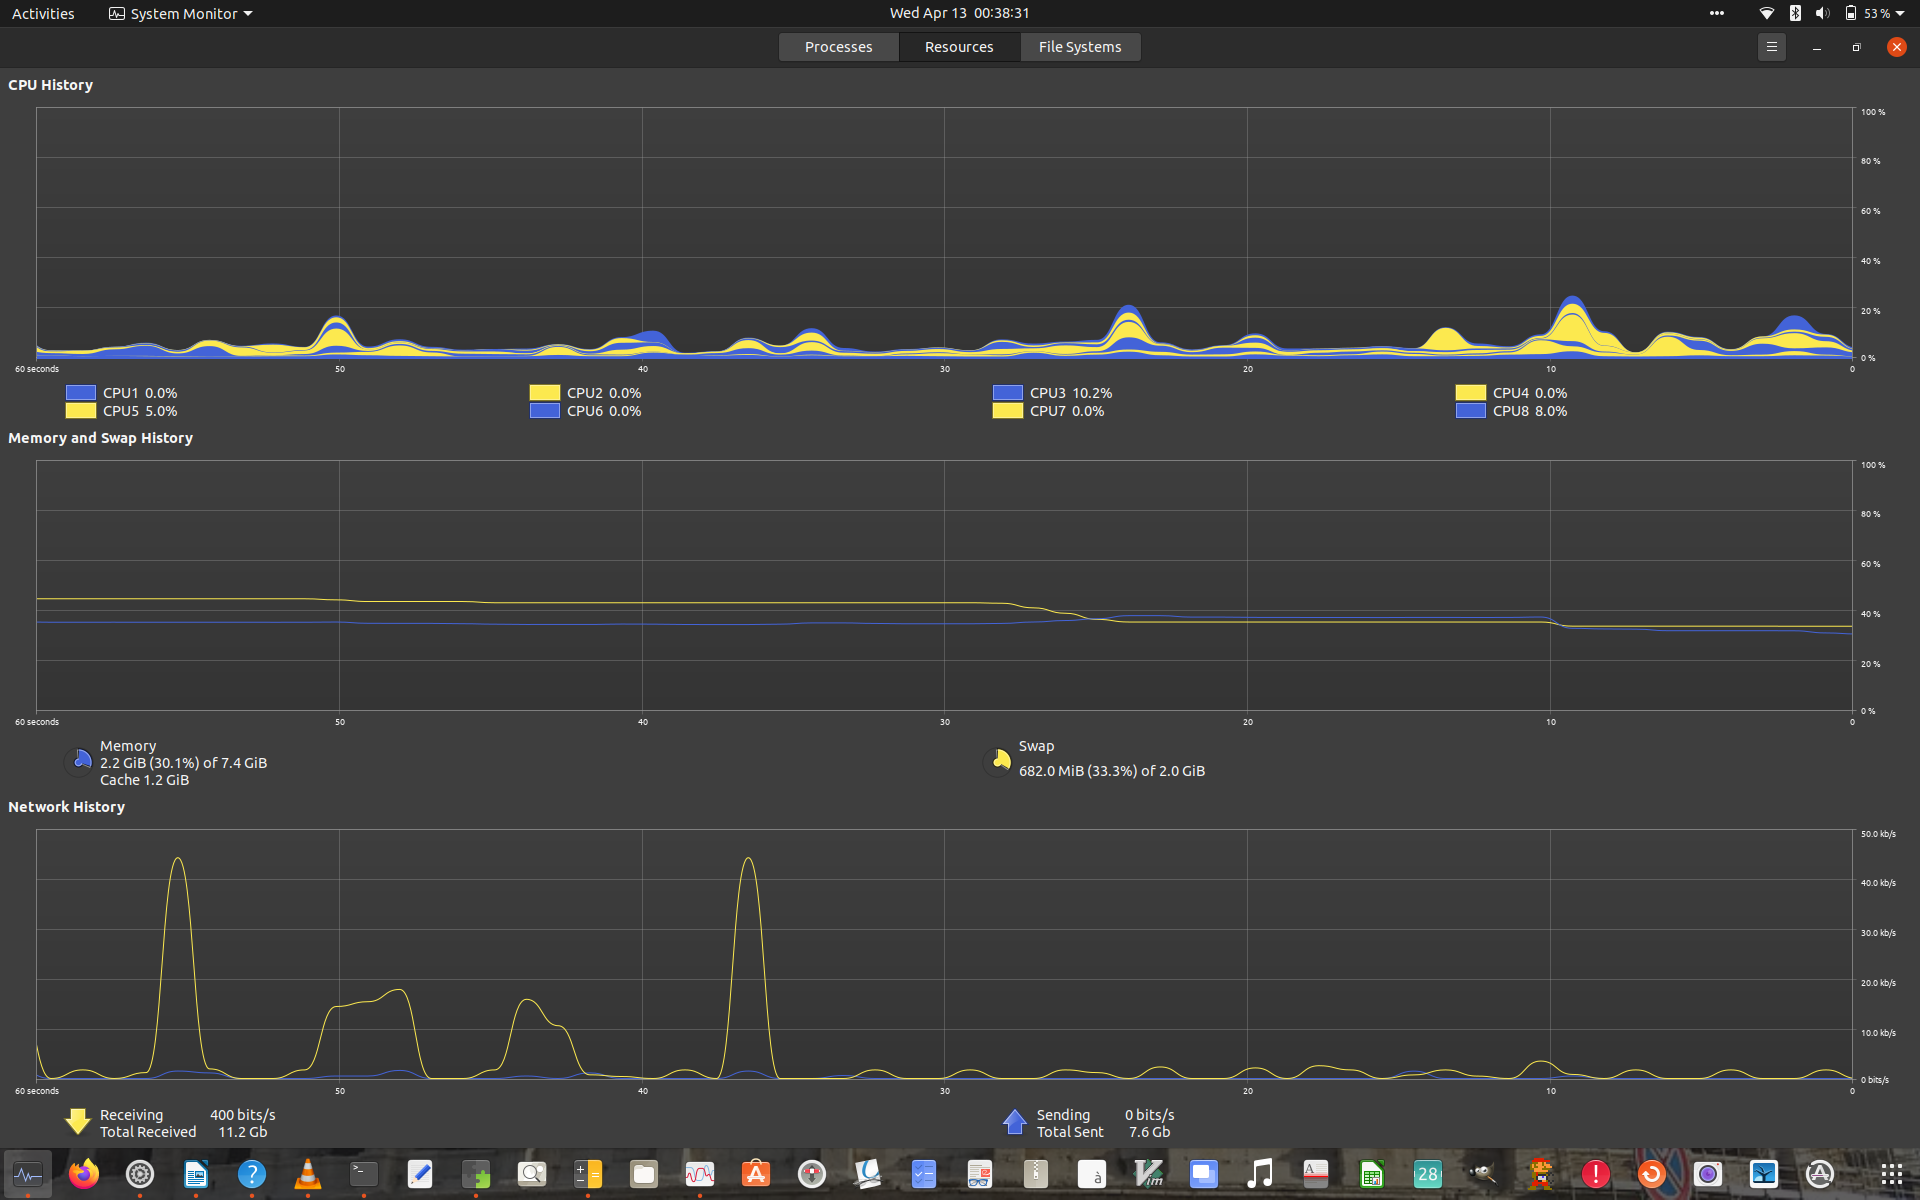 Activities System Monitor Wed Apr 13 00:38:31 53 %
Processes Resources File Systems
CPU History
100 %
80 %
60 %
40 %
20 %
0 %
60 seconds 50 40 30 20 10 0
CPU1 0.0% CPU2 0.0% CPU3 10.2% CPU4 0.0%
CPU5 5.0% CPU6 0.0% CPU7 0.0% CPU8 8.0%
Memory and Swap History
100 %
80 %
60 %
40 %
20 %
0 %
60 seconds 50 40 30 20 10 0
Memory
2.2 GiB (30.1%) of 7.4 GiB
Cache 1.2 GiB
Swap
682.0 MiB (33.3%) of 2.0 GiB
Network History
50.0 kb/s
40.0 kb/s
30.0 kb/s
20.0 kb/s
10.0 kb/s
0 bits/s
60 seconds 50 40 30 20 10 0
Receiving 400 bits/s
Total Received 11.2 Gb
Sending 0 bits/s
Total Sent 7.6 Gb
? >_ à Vim A 28 !